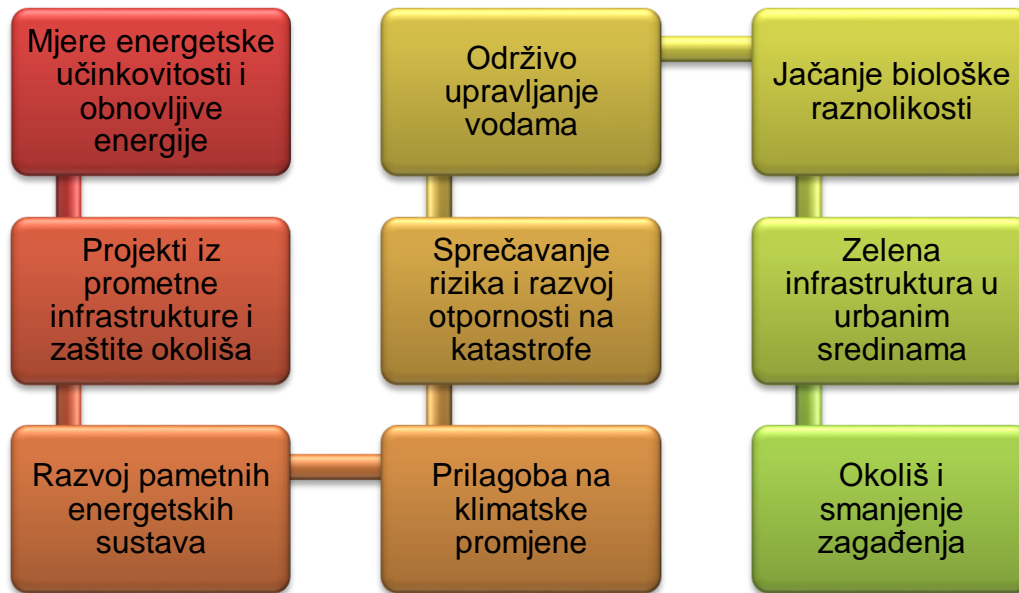 Mjere energetske
učinkovitosti i
obnovljive
energije
Projekti iz
prometne
infrastrukture i
zaštite okoliša
Razvoj pametnih
energetskih
sustava
Prilagoba na
klimatske
promjene
Sprečavanje
rizika i razvoj
otpornosti na
katastrofe
Održivo
upravljanje
vodama
Jačanje biološke
raznolikosti
Zelena
infrastruktura u
urbanim
sredinama
Okoliš i
smanjenje
zagađenja